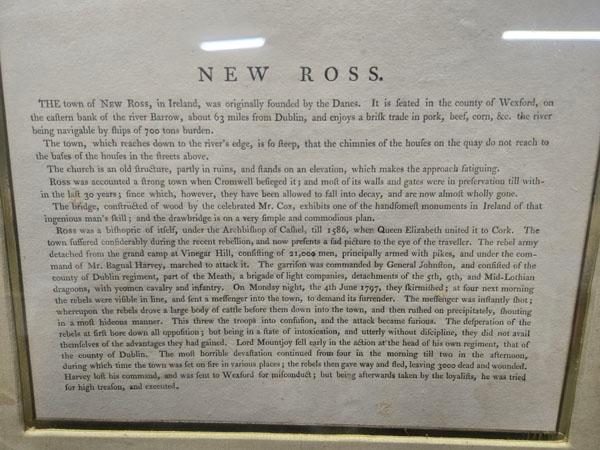 NEW ROSS.
THE town of NEW ROSS, in Ireland, was originally founded by the Danes. It is ſeated in the county of Wexford, on
the eaſtern bank of the river Barrow, about 63 miles from Dublin, and enjoys a briſk trade in pork, beef, corn, &c. the river
being navigable by ſhips of 700 tons burden.
The town, which reaches down to the river's edge, is ſo ſteep, that the chimnies of the houſes on the quay do not reach to
the baſes of the houſes in the ſtreets above.
The church is an old ſtructure, partly in ruins, and ſtands on an elevation, which makes the approach fatiguing.
Roſs was accounted a ſtrong town when Cromwell beſieged it; and moſt of its walls and gates were in preſervation till with-
in the laſt 30 years; ſince which, however, they have been allowed to fall into decay, and are now almoſt wholly gone.
The bridge, conſtructed of wood by the celebrated Mr. Cox, exhibits one of the handſomeſt monuments in Ireland of that
ingenious man's ſkill; and the drawbridge is on a very ſimple and commodious plan.
Roſs was a biſhopric of itſelf, under the Archbiſhop of Caſhel, till 1586, when Queen Elizabeth united it to Cork. The
town ſuffered conſiderably during the recent rebellion, and now preſents a ſad picture to the eye of the traveller. The rebel army
detached from the grand camp at Vinegar Hill, conſiſting of 21,000 men, principally armed with pikes, and under the com-
mand of Mr. Bagnal Harvey, marched to attack it. The garriſon was commanded by General Johnſton, and conſiſted of the
county of Dublin regiment, part of the Meath, a brigade of light companies, detachments of the 5th, 9th, and Mid-Lothian
dragoons, with yeomen cavalry and infantry. On Monday night, the 4th June 1797, they ſkirmiſhed; at four next morning
the rebels were viſible in line, and ſent a meſſenger into the town, to demand its ſurrender. The meſſenger was inſtantly ſhot;
whereupon the rebels drove a large body of cattle before them down into the town, and then ruſhed on precipitately, ſhouting
in a moſt hideous manner. This threw the troops into confuſion, and the attack became furious. The deſperation of the
rebels at firſt bore down all oppoſition; but being in a ſtate of intoxication, and utterly without diſcipline, they did not avail
themſelves of the advantages they had gained. Lord Mountjoy fell early in the action at the head of his own regiment, that of
the county of Dublin. The moſt horrible devaſtation continued from four in the morning till two in the afternoon,
during which time the town was ſet on fire in various places; the rebels then gave way and fled, leaving 3000 dead and wounded.
Harvey loſt his command, and was ſent to Wexford for miſconduct; but being afterwards taken by the loyaliſts, he was tried
for high treaſon, and executed.